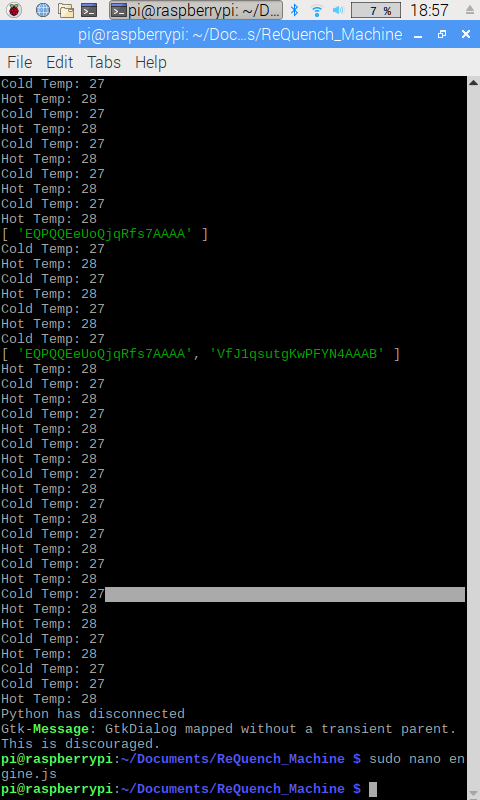 pi@raspberrypi: ~/D...
7 %
18:57
pi@raspberrypi: ~/Doc...s/ReQuench_Machine
File Edit Tabs Help
Cold Temp: 27
Hot Temp: 28
Cold Temp: 27
Hot Temp: 28
Cold Temp: 27
Hot Temp: 28
Cold Temp: 27
Hot Temp: 28
Cold Temp: 27
Hot Temp: 28
[ 'EQPQQEeUoQjqRfs7AAAA' ]
Cold Temp: 27
Hot Temp: 28
Cold Temp: 27
Hot Temp: 28
Cold Temp: 27
Hot Temp: 28
Cold Temp: 27
[ 'EQPQQEeUoQjqRfs7AAAA', 'VfJ1qsutgKwPFYN4AAAB' ]
Hot Temp: 28
Cold Temp: 27
Hot Temp: 28
Cold Temp: 27
Hot Temp: 28
Cold Temp: 27
Hot Temp: 28
Cold Temp: 27
Hot Temp: 28
Cold Temp: 27
Hot Temp: 28
Cold Temp: 27
Hot Temp: 28
Cold Temp: 27
Hot Temp: 28
Cold Temp: 27
Hot Temp: 28
Hot Temp: 28
Cold Temp: 27
Hot Temp: 28
Cold Temp: 27
Cold Temp: 27
Hot Temp: 28
Python has disconnected
Gtk-Message: GtkDialog mapped without a transient parent.
This is discouraged.
pi@raspberrypi:~/Documents/ReQuench_Machine $ sudo nano en
gine.js
pi@raspberrypi:~/Documents/ReQuench_Machine $